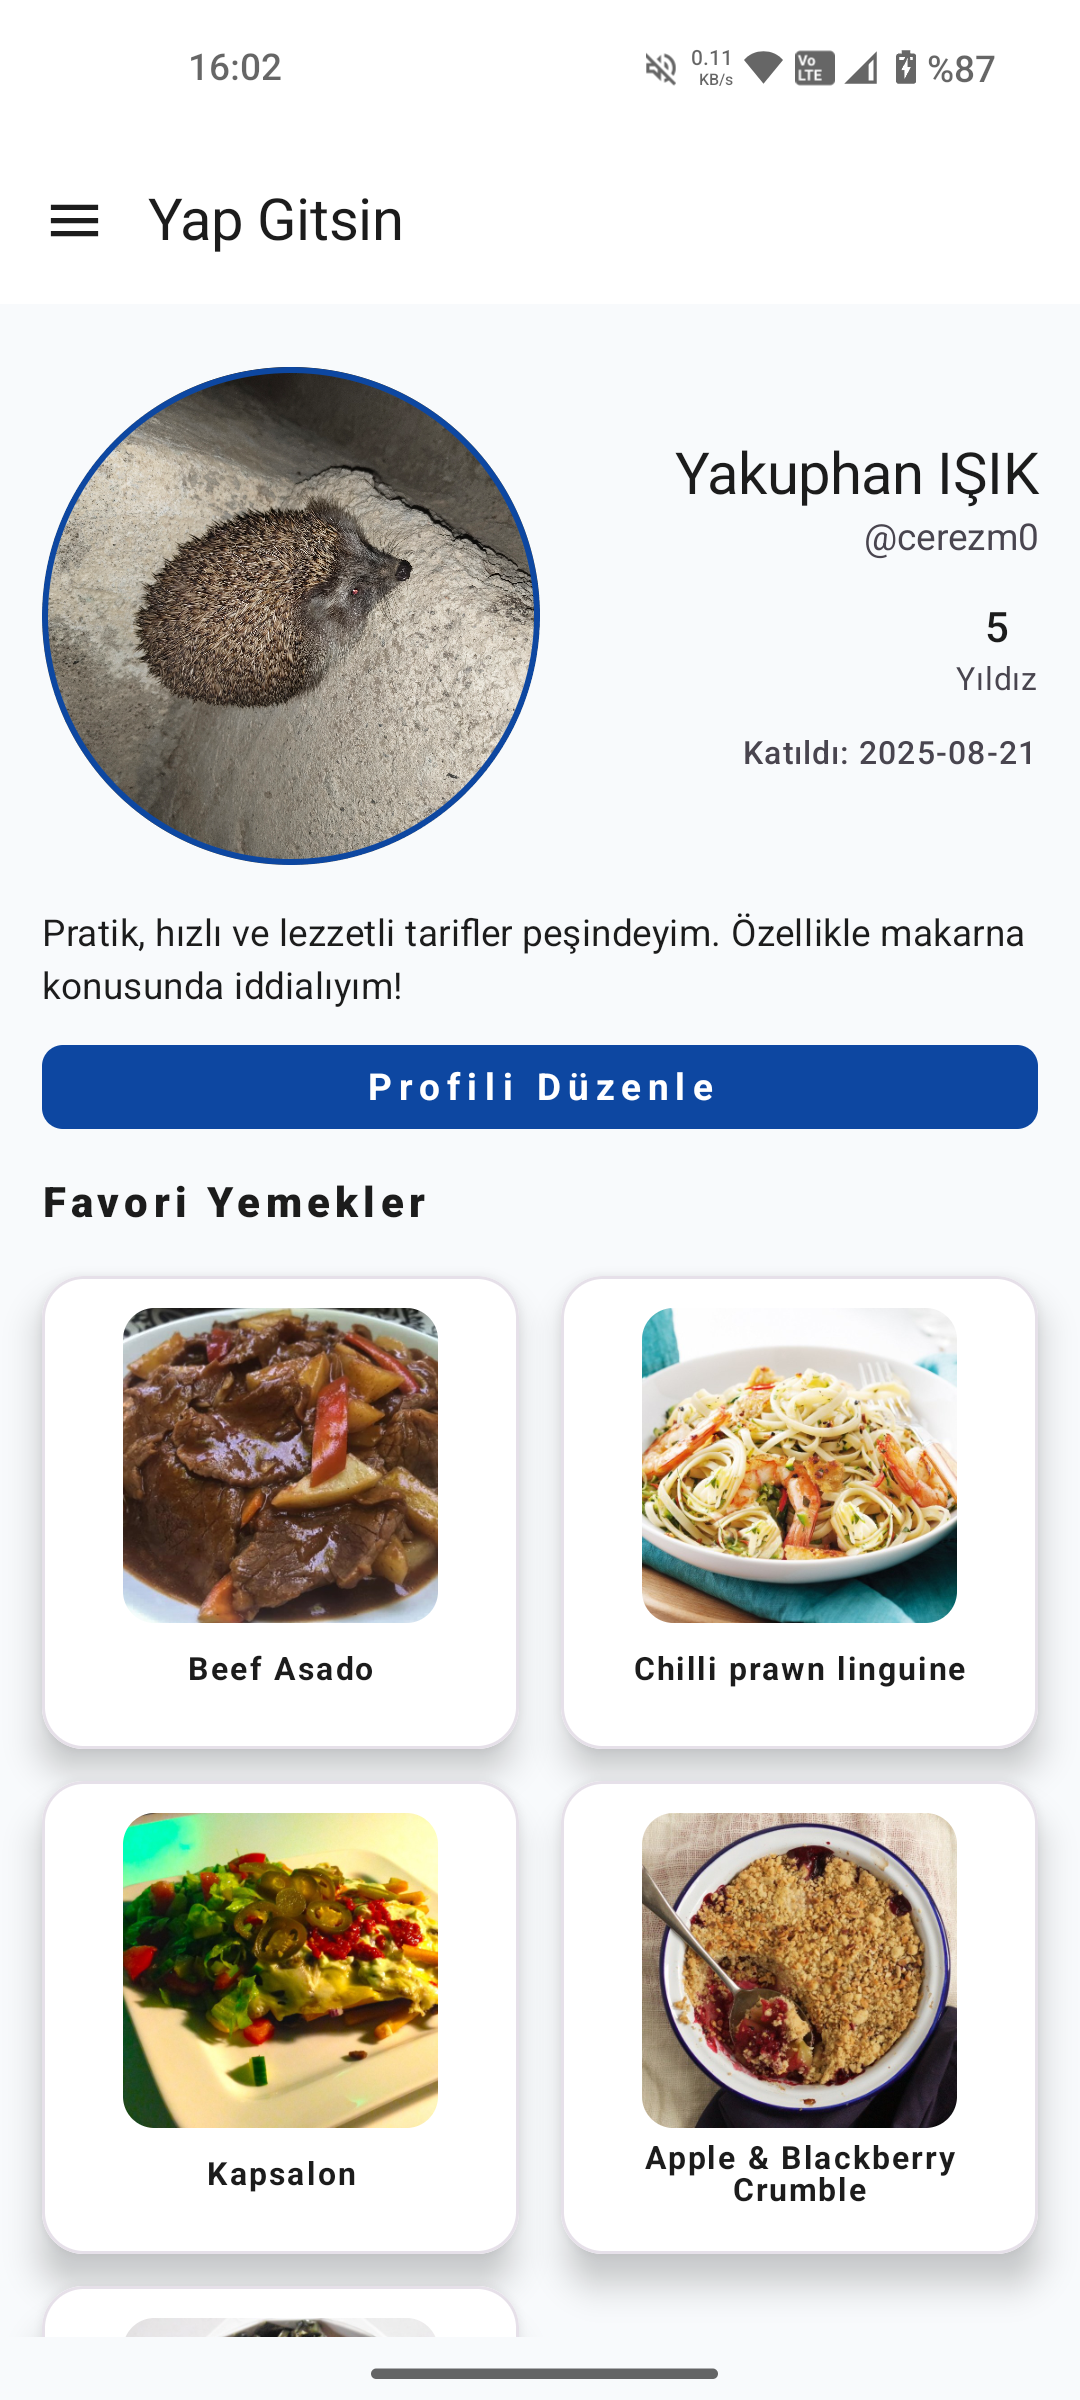 16:02
0.11
KB/s
Vo
LTE
%87
Yap Gitsin
Yakuphan IŞIK
@cerezm0
5
Yıldız
Katıldı: 2025-08-21
Pratik, hızlı ve lezzetli tarifler peşindeyim. Özellikle makarna
konusunda iddialıyım!
Profili Düzenle
Favori Yemekler
Beef Asado
Chilli prawn linguine
Kapsalon
Apple & Blackberry
Crumble